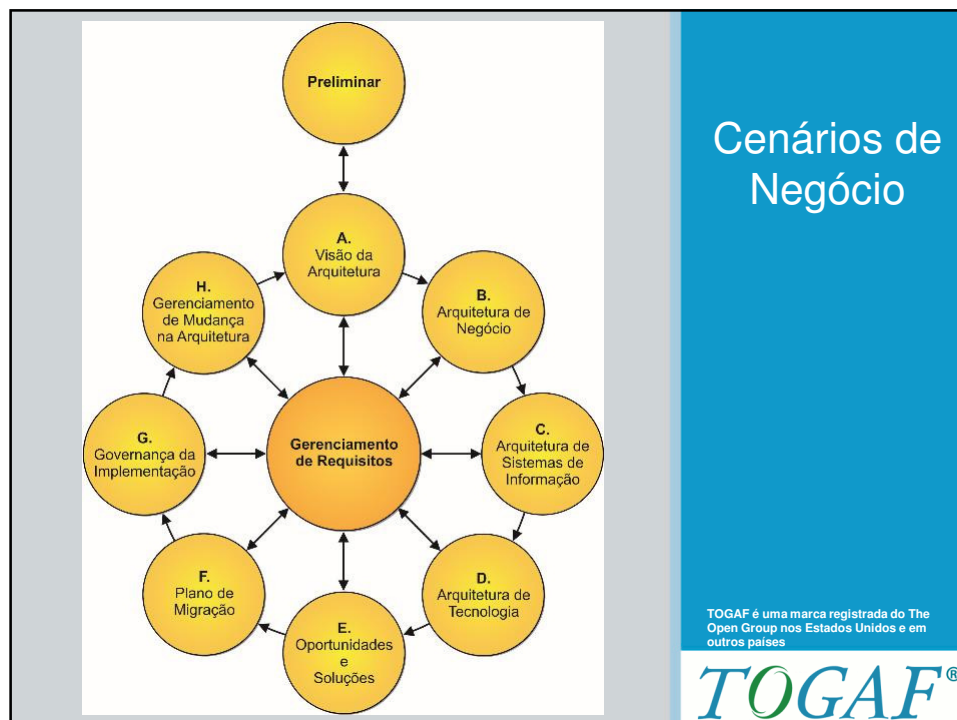 Preliminar
A.
Visão da
Arquitetura
B.
Arquitetura de
Negócio
C.
Arquitetura de
Sistemas de
Informação
D.
Arquitetura de
Tecnologia
E.
Oportunidades
e
Soluções
F.
Plano de
Migração
G.
Governança da
Implementação
H.
Gerenciamento
de Mudança
na Arquitetura
Gerenciamento
de Requisitos
Cenários de
Negócio
TOGAF é uma marca registrada do The
Open Group nos Estados Unidos e em
outros países
TOGAF®